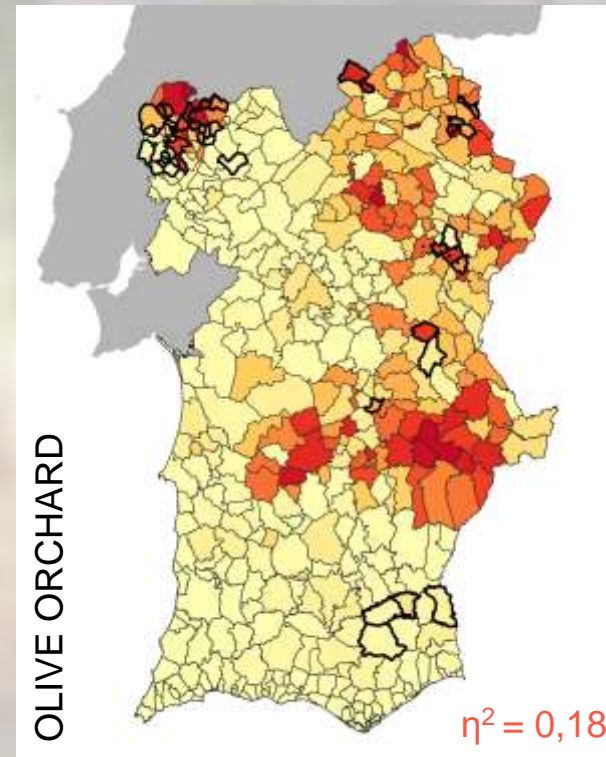 OLIVE ORCHARD
η² = 0,18